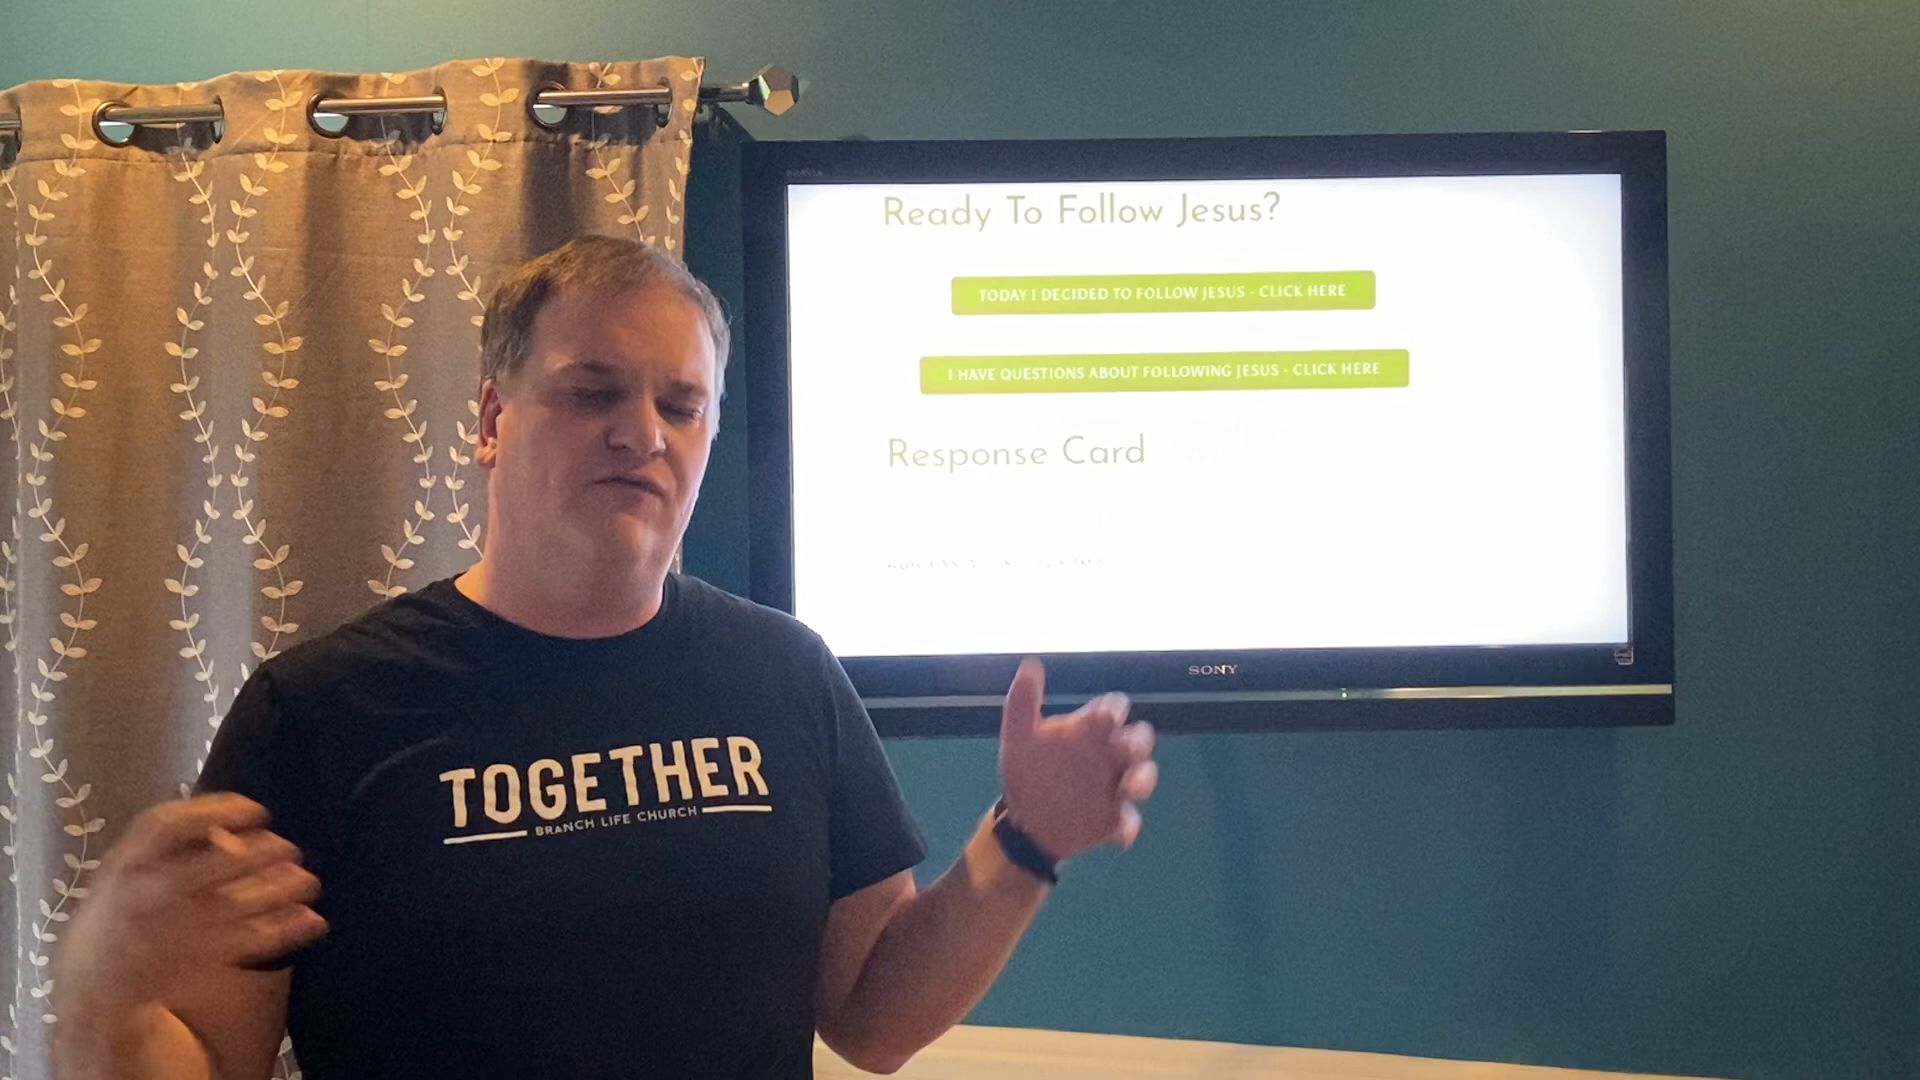 BRAVIA
Ready To Follow Jesus?
TODAY I DECIDED TO FOLLOW JESUS - CLICK HERE
I HAVE QUESTIONS ABOUT FOLLOWING JESUS - CLICK HERE
Response Card
SONY
TOGETHER
BRANCH LIFE CHURCH